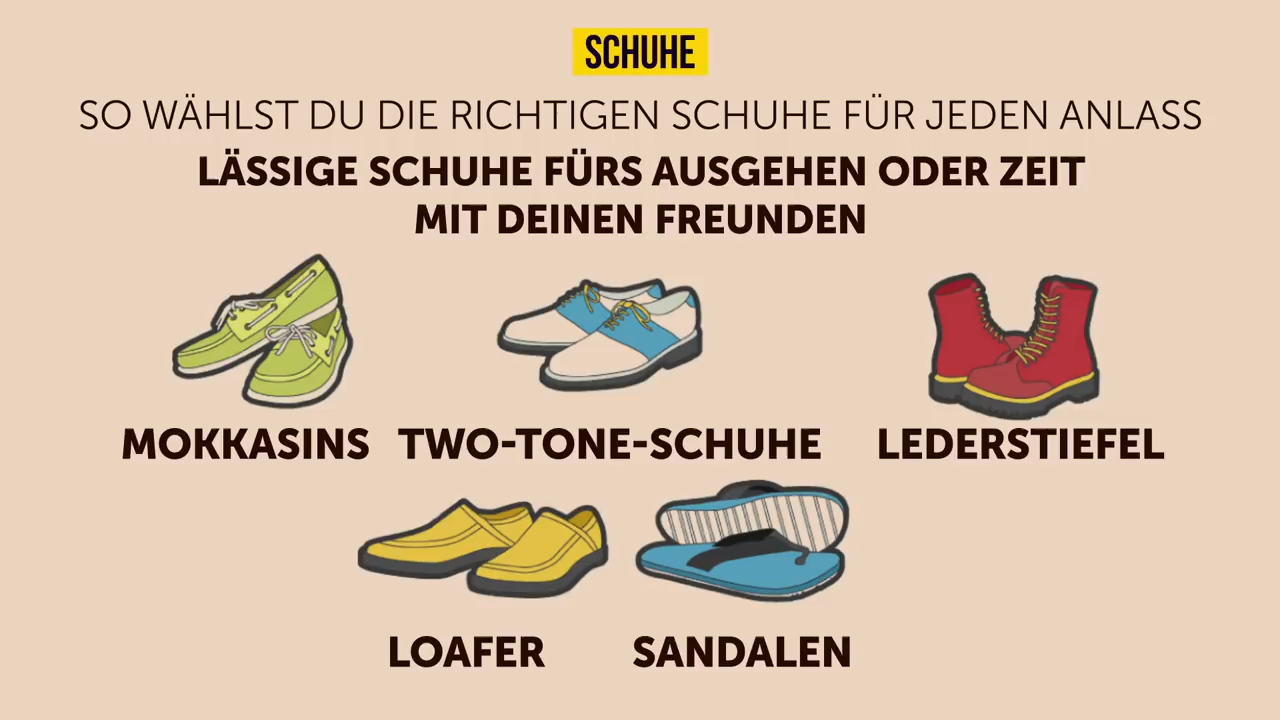 SCHUHE
SO WÄHLST DU DIE RICHTIGEN SCHUHE FÜR JEDEN ANLASS
LÄSSIGE SCHUHE FÜRS AUSGEHEN ODER ZEIT
MIT DEINEN FREUNDEN
MOKKASINS TWO-TONE-SCHUHE LEDERSTIEFEL
LOAFER SANDALEN